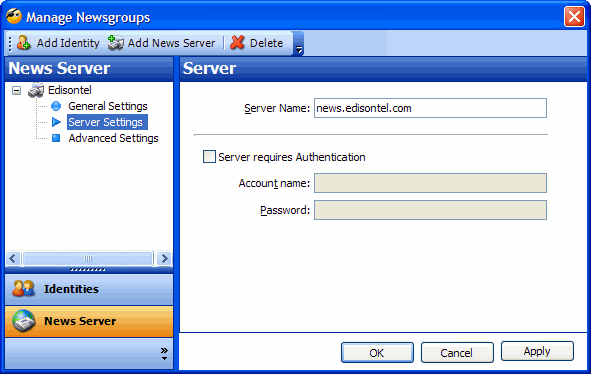 Manage Newsgroups
Add Identity Add News Server Delete
News Server
Edisontel
General Settings
Server Settings
Advanced Settings
Identities
News Server
»
Server
Server Name: news.edisontel.com
Server requires Authentication
Account name:
Password:
OK Cancel Apply